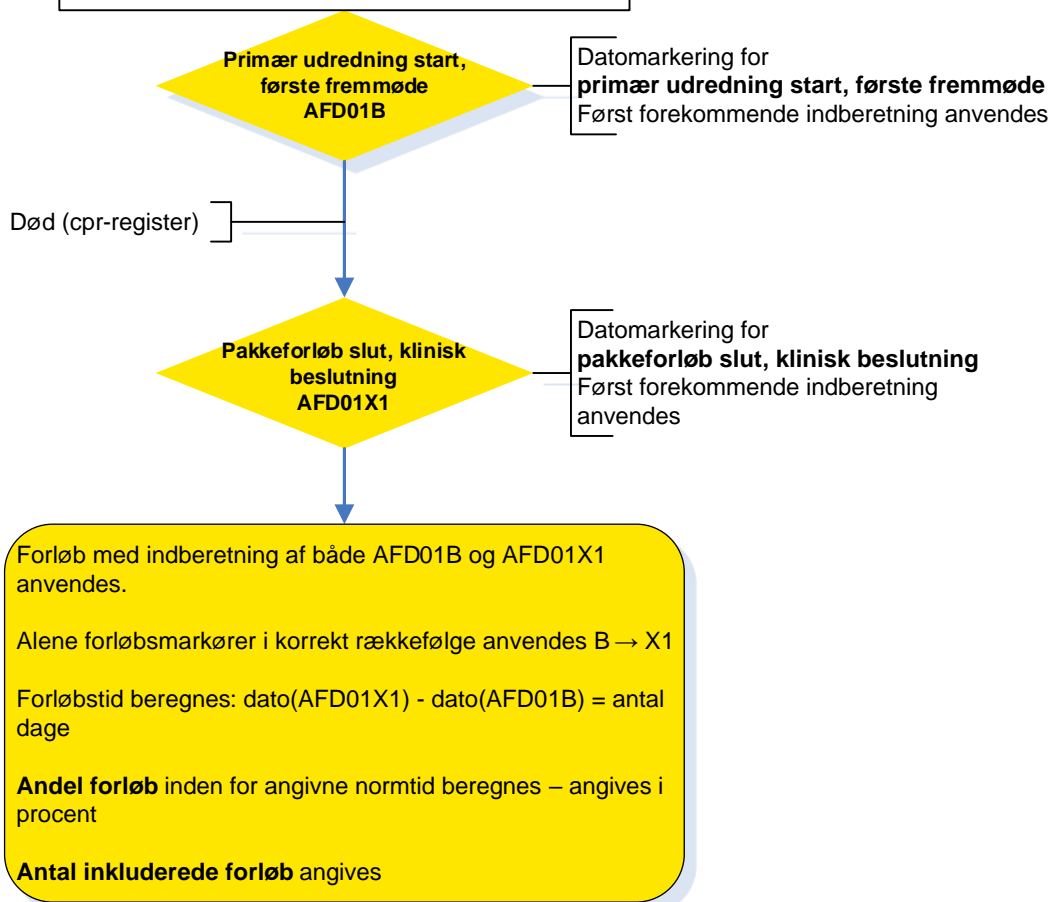 Primær udredning start,
første fremmøde
AFD01B
Datomarkering for
primær udredning start, første fremmøde
Først forekommende indberetning anvendes
Død (cpr-register)
Pakkeforløb slut, klinisk
beslutning
AFD01X1
Datomarkering for
pakkeforløb slut, klinisk beslutning
Først forekommende indberetning
anvendes
Forløb med indberetning af både AFD01B og AFD01X1
anvendes.
Alene forløbsmarkører i korrekt rækkefølge anvendes B → X1
Forløbstid beregnes: dato(AFD01X1) - dato(AFD01B) = antal
dage
Andel forløb inden for angivne normtid beregnes – angives i
procent
Antal inkluderede forløb angives